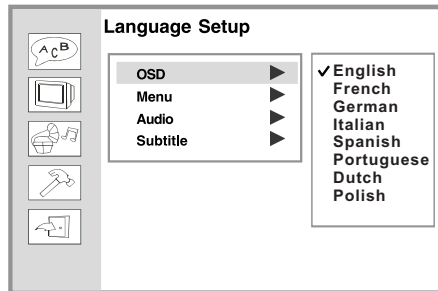 Language Setup
A C B
OSD
Menu
Audio
Subtitle
✓ English
French
German
Italian
Spanish
Portuguese
Dutch
Polish